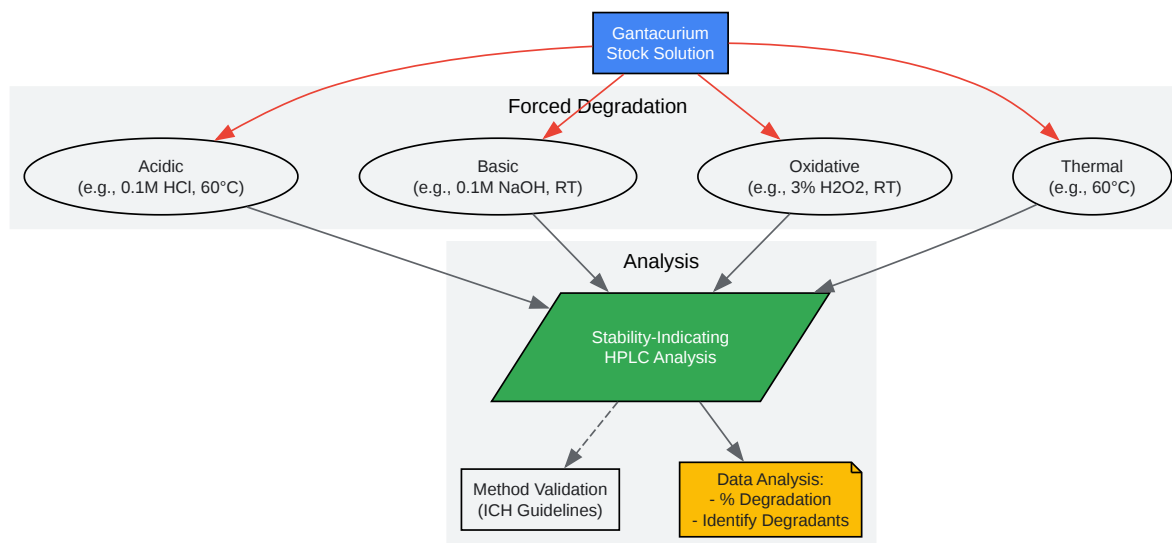 Gantacurium
Stock Solution
Forced Degradation
Acidic
(e.g., 0.1M HCl, 60°C)
Basic
(e.g., 0.1M NaOH, RT)
Oxidative
(e.g., 3% H2O2, RT)
Thermal
(e.g., 60°C)
Analysis
Stability-Indicating
HPLC Analysis
Method Validation
(ICH Guidelines)
Data Analysis:
- % Degradation
- Identify Degradants